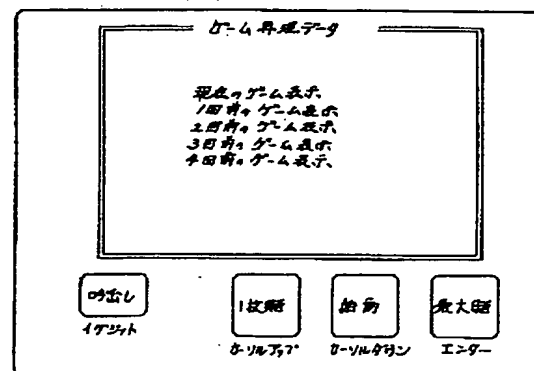 ゲーム再現データ
現在のゲーム表示
1回前のゲーム表示
2回前のゲーム表示
3回前のゲーム表示
4回前のゲーム表示
呼出し
1枚賭
始動
最大賭
イグジット
カーソルアップ
カーソルダウン
エンター